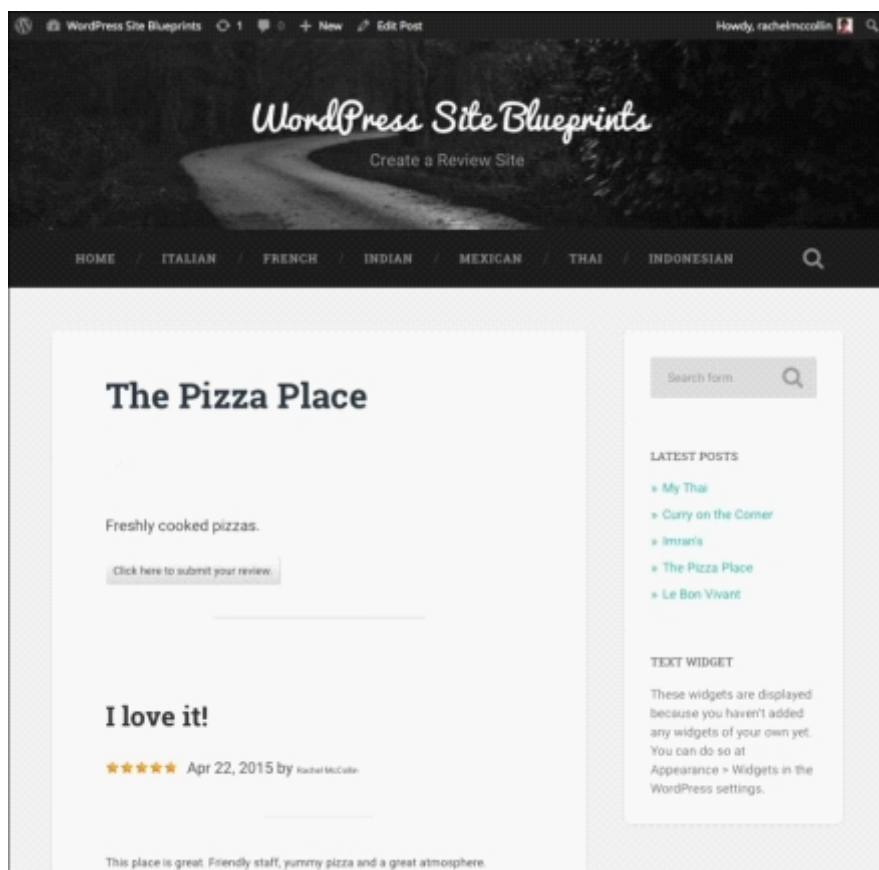 WordPress Site Blueprints 1 0 + New Edit Post Howdy, rachelmccollin
WordPress Site Blueprints
Create a Review Site
HOME / ITALIAN / FRENCH / INDIAN / MEXICAN / THAI / INDONESIAN
The Pizza Place
Freshly cooked pizzas.
Click here to submit your review.
I love it!
Apr 22, 2015 by Rachel McCollin
This place is great. Friendly staff, yummy pizza and a great atmosphere.
Search form
LATEST POSTS
» My Thai
» Curry on the Corner
» Imran's
» The Pizza Place
» Le Bon Vivant
TEXT WIDGET
These widgets are displayed
because you haven't added
any widgets of your own yet.
You can do so at
Appearance > Widgets in the
WordPress settings.